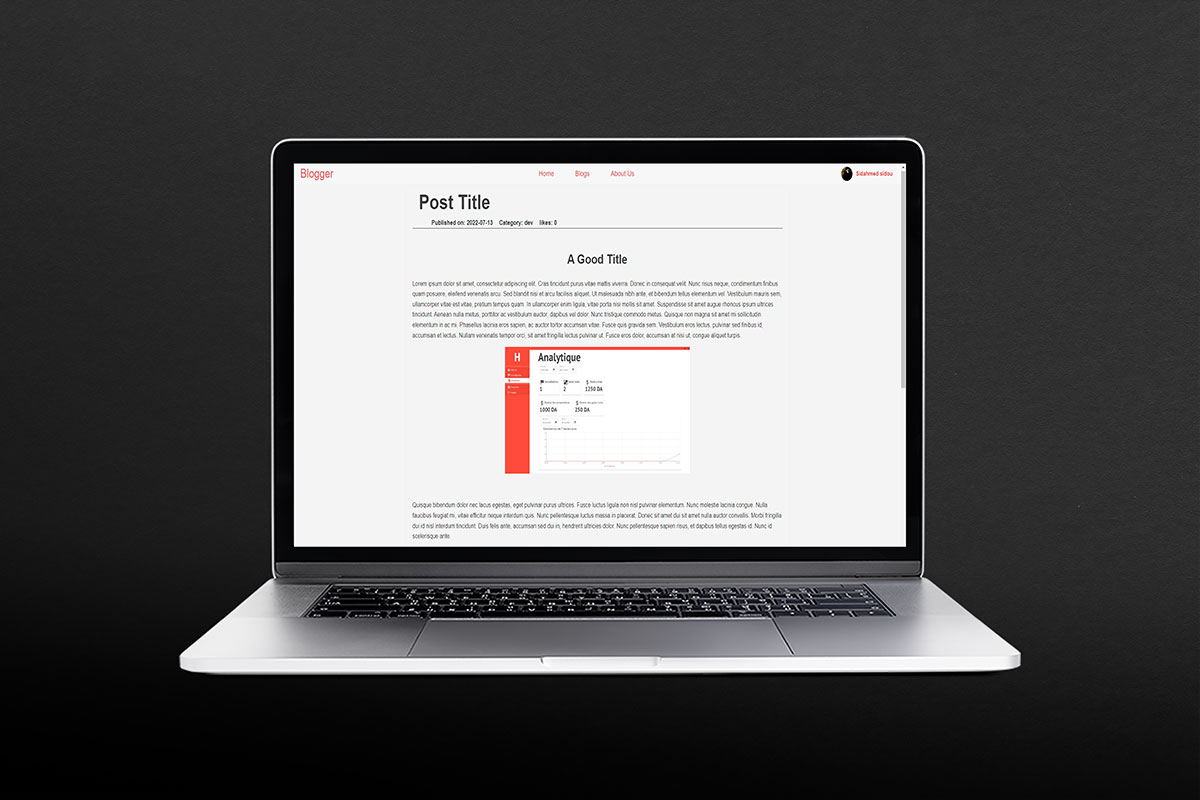 Blogger
Home Blogs About Us
Sidahmed sidou
Post Title
Published on: 2022-07-13 Category: dev likes: 0
A Good Title
Lorem ipsum dolor sit amet, consectetur adipiscing elit. Cras tincidunt purus vitae mattis viverra. Donec in consequat velit. Nunc risus neque, condimentum finibus
quam posuere, eleifend venenatis arcu. Sed blandit nisi et arcu facilisis aliquet. Ut malesuada nibh ante, et bibendum tellus elementum vel. Vestibulum mauris sem,
ullamcorper vitae est vitae, pretium tempus quam. In ullamcorper enim ligula, vitae porta nisi mollis sit amet. Suspendisse sit amet augue rhoncus ipsum ultrices
tincidunt. Aenean nulla metus, porttitor ac vestibulum auctor, dapibus vel dolor. Nunc tristique commodo metus. Quisque non magna sit amet mi sollicitudin
elementum in ac mi. Phasellus lacinia eros sapien, ac auctor tortor accumsan vitae. Fusce quis gravida sem. Vestibulum eros lectus, pulvinar sed finibus id,
accumsan et lectus. Nullam venenatis tempor orci, sit amet fringilla lectus pulvinar ut. Fusce eros dolor, accumsan at nisi ut, congue aliquet turpis.
H
Analytique
1 2 1250 DA
1000 DA 250 DA
Quisque bibendum dolor nec lacus egestas, eget pulvinar purus ultrices. Fusce luctus ligula non nisl pulvinar elementum. Nunc molestie lacinia congue. Nulla
faucibus feugiat mi, vitae efficitur neque interdum quis. Nunc pellentesque luctus massa in placerat. Donec sit amet dui sit amet nulla auctor convallis. Morbi fringilla
dui id nisl interdum tincidunt. Duis felis ante, accumsan sed dui in, hendrerit ultricies dolor. Nunc pellentesque sapien risus, et dapibus tellus egestas id. Nunc id
scelerisque ante.